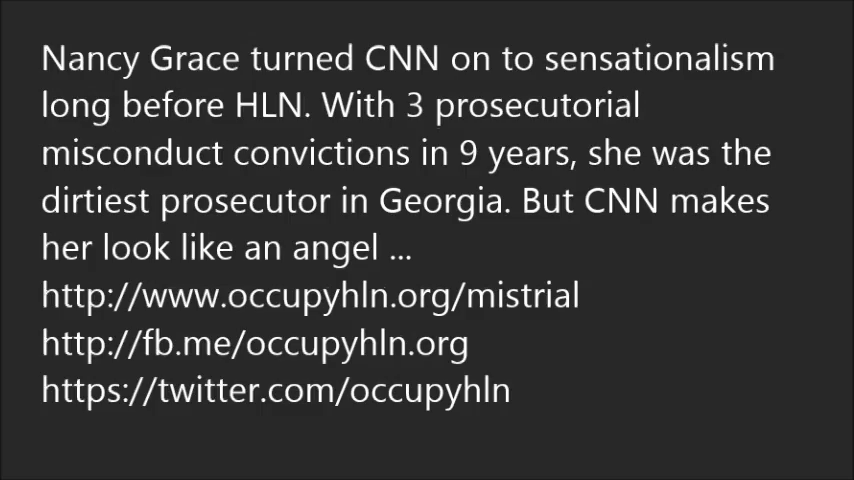 Nancy Grace turned CNN on to sensationalism
long before HLN. With 3 prosecutorial
misconduct convictions in 9 years, she was the
dirtiest prosecutor in Georgia. But CNN makes
her look like an angel ...
http://www.occupyhln.org/mistrial
http://fb.me/occupyhln.org
https://twitter.com/occupyhln